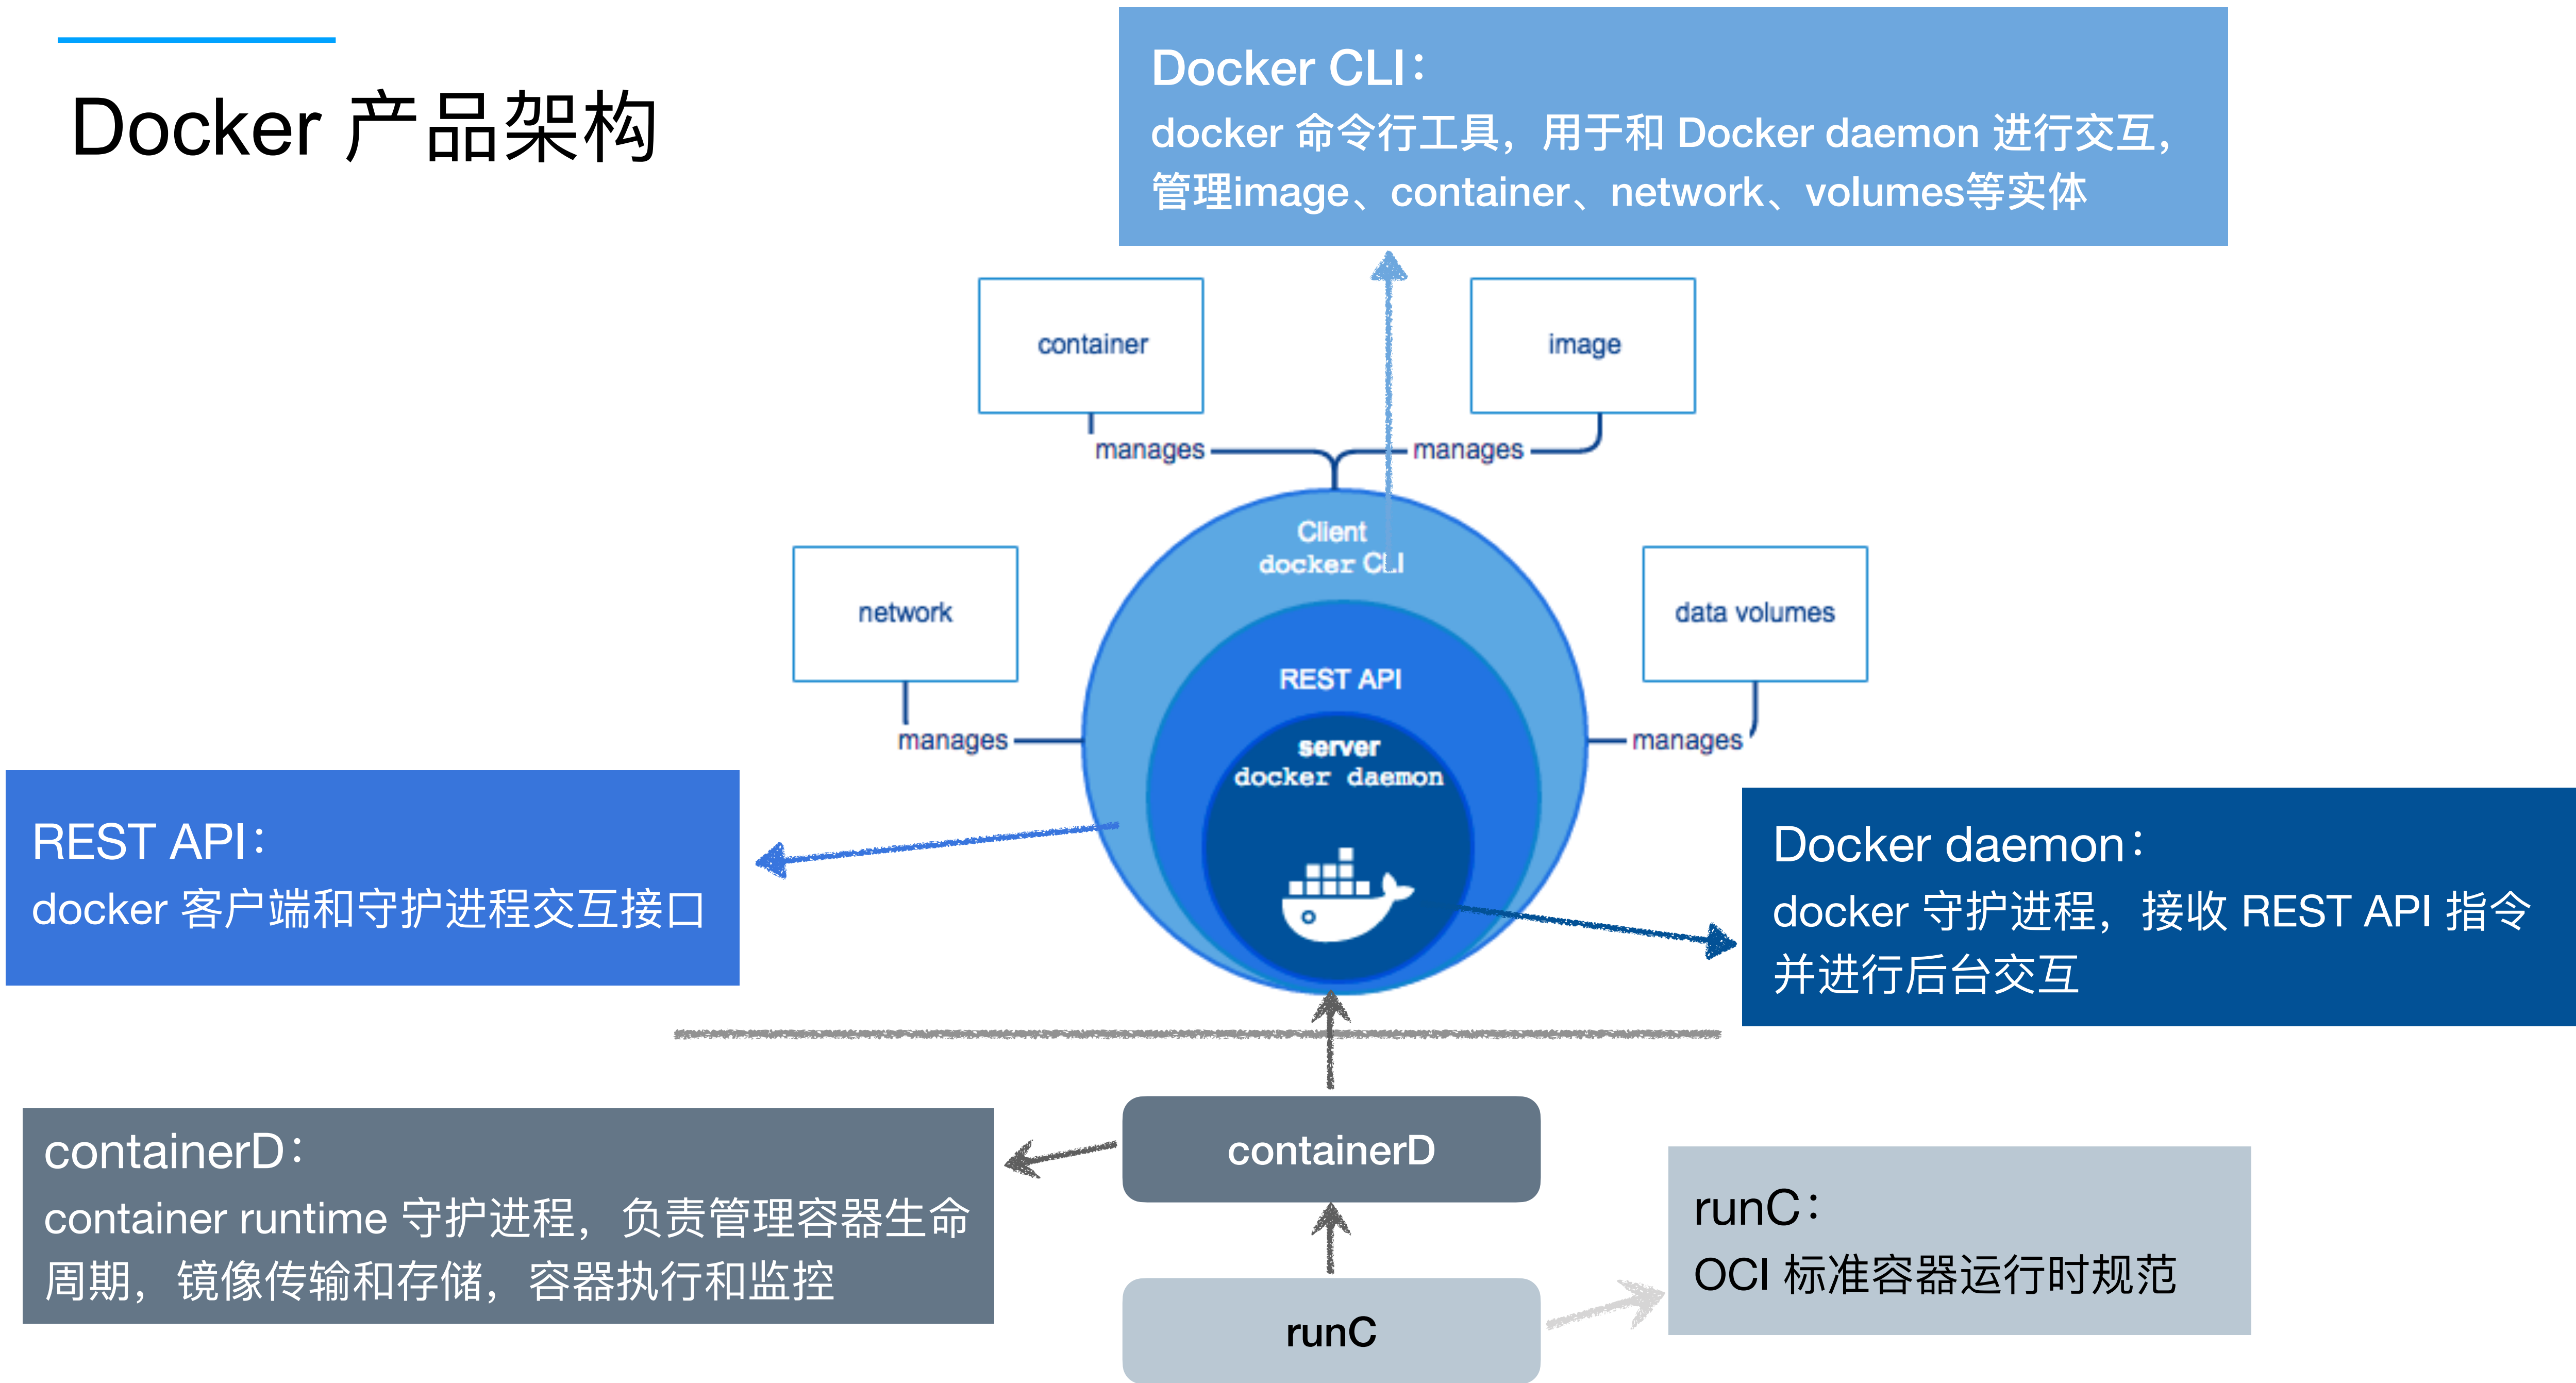 Docker 产品架构
Docker CLI：
docker 命令行工具，用于和 Docker daemon 进行交互，
管理image、container、network、volumes等实体
container
image
manages
manages
Client
docker CLI
network
data volumes
REST API
manages
manages
server
docker daemon
REST API：
docker 客户端和守护进程交互接口
Docker daemon：
docker 守护进程，接收 REST API 指令
并进行后台交互
containerD：
container runtime 守护进程，负责管理容器生命
周期，镜像传输和存储，容器执行和监控
containerD
runC：
OCI 标准容器运行时规范
runC